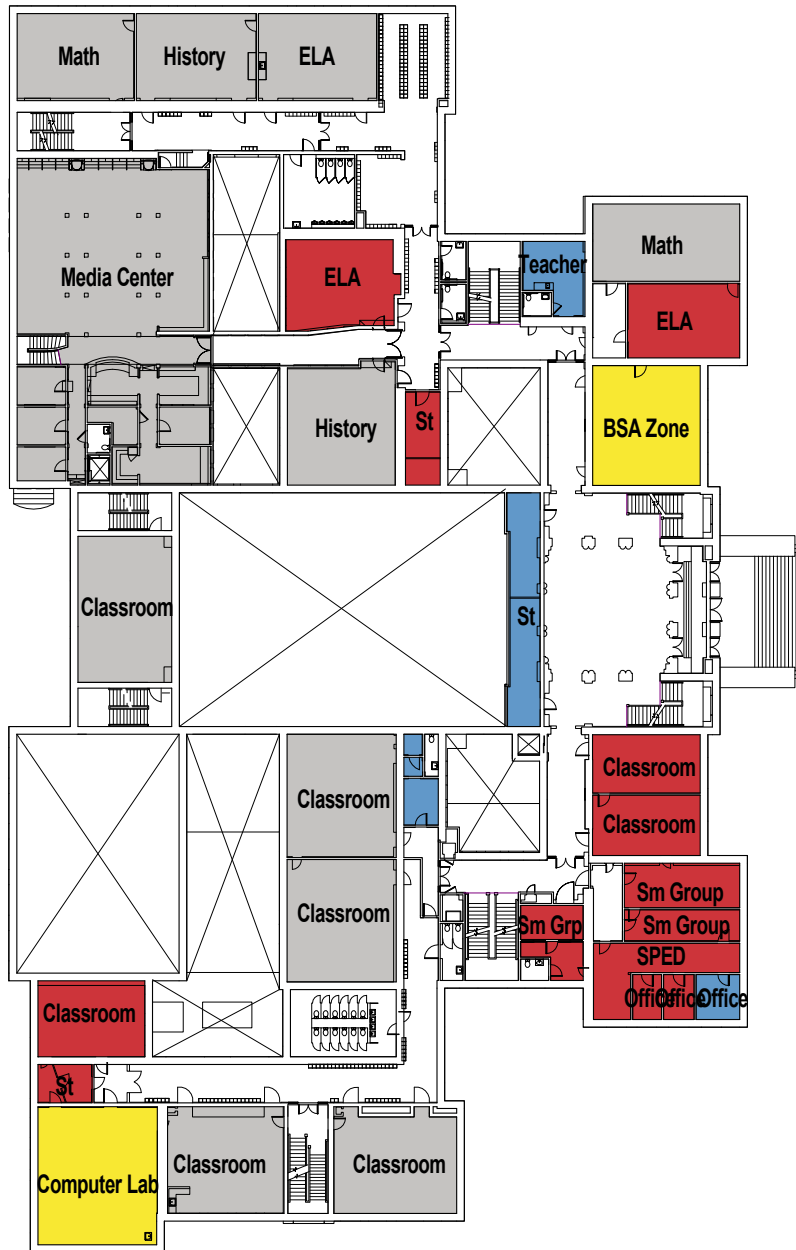 Math
History
ELA
Media Center
ELA
Teacher
Math
ELA
History
St
BSA Zone
Classroom
St
Classroom
Classroom
Classroom
Classroom
Sm Group
Sm Grp
Sm Group
SPED
Office
Office
Office
Classroom
St
Computer Lab
Classroom
Classroom